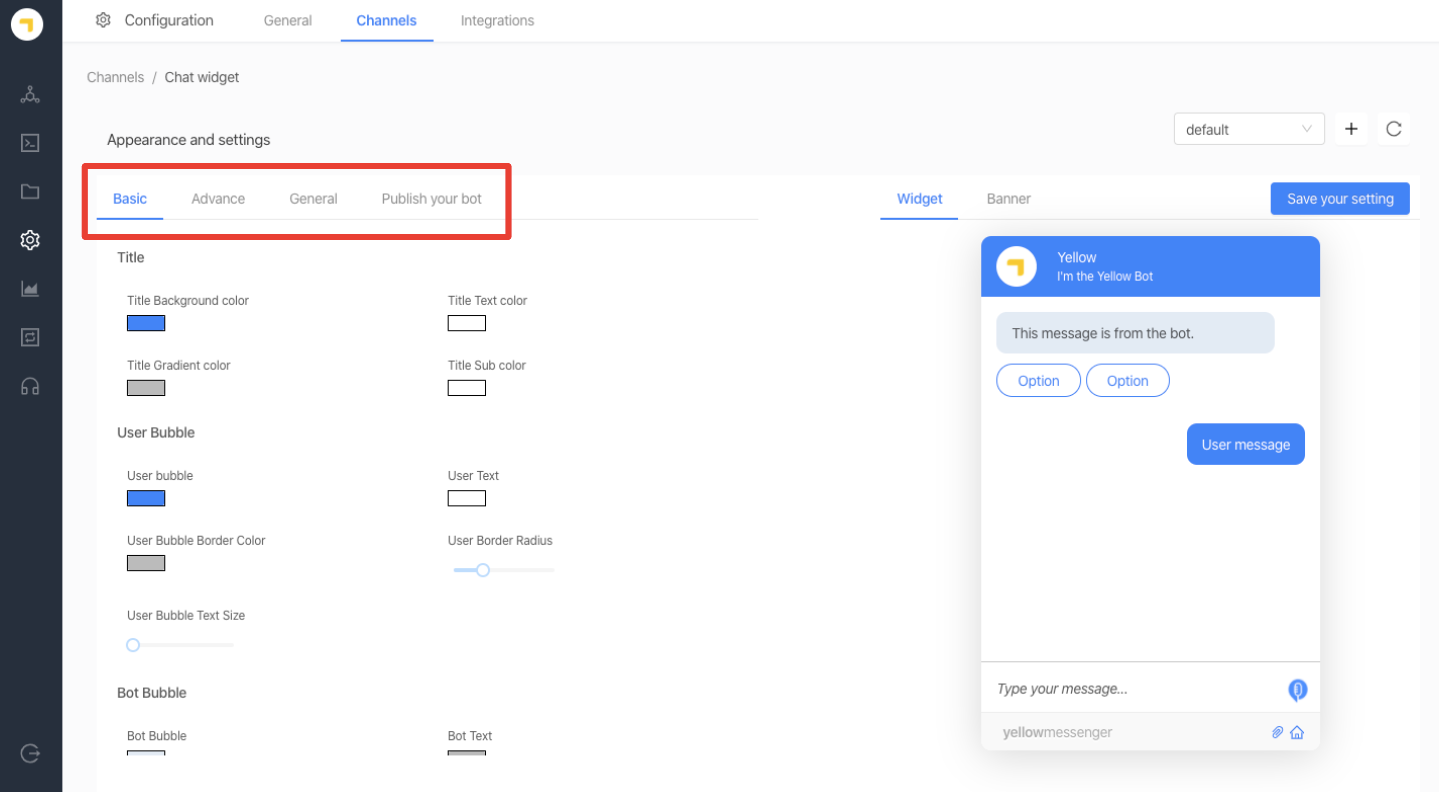 Configuration General Channels Integrations
Channels / Chat widget
Appearance and settings
default
Basic Advance General Publish your bot
Widget Banner Save your setting
Title
Title Background color Title Text color
Title Gradient color Title Sub color
User Bubble
User bubble User Text
User Bubble Border Color User Border Radius
User Bubble Text Size
Bot Bubble
Bot Bubble Bot Text
Yellow
I'm the Yellow Bot
This message is from the bot.
Option Option
User message
Type your message...
yellowmessenger